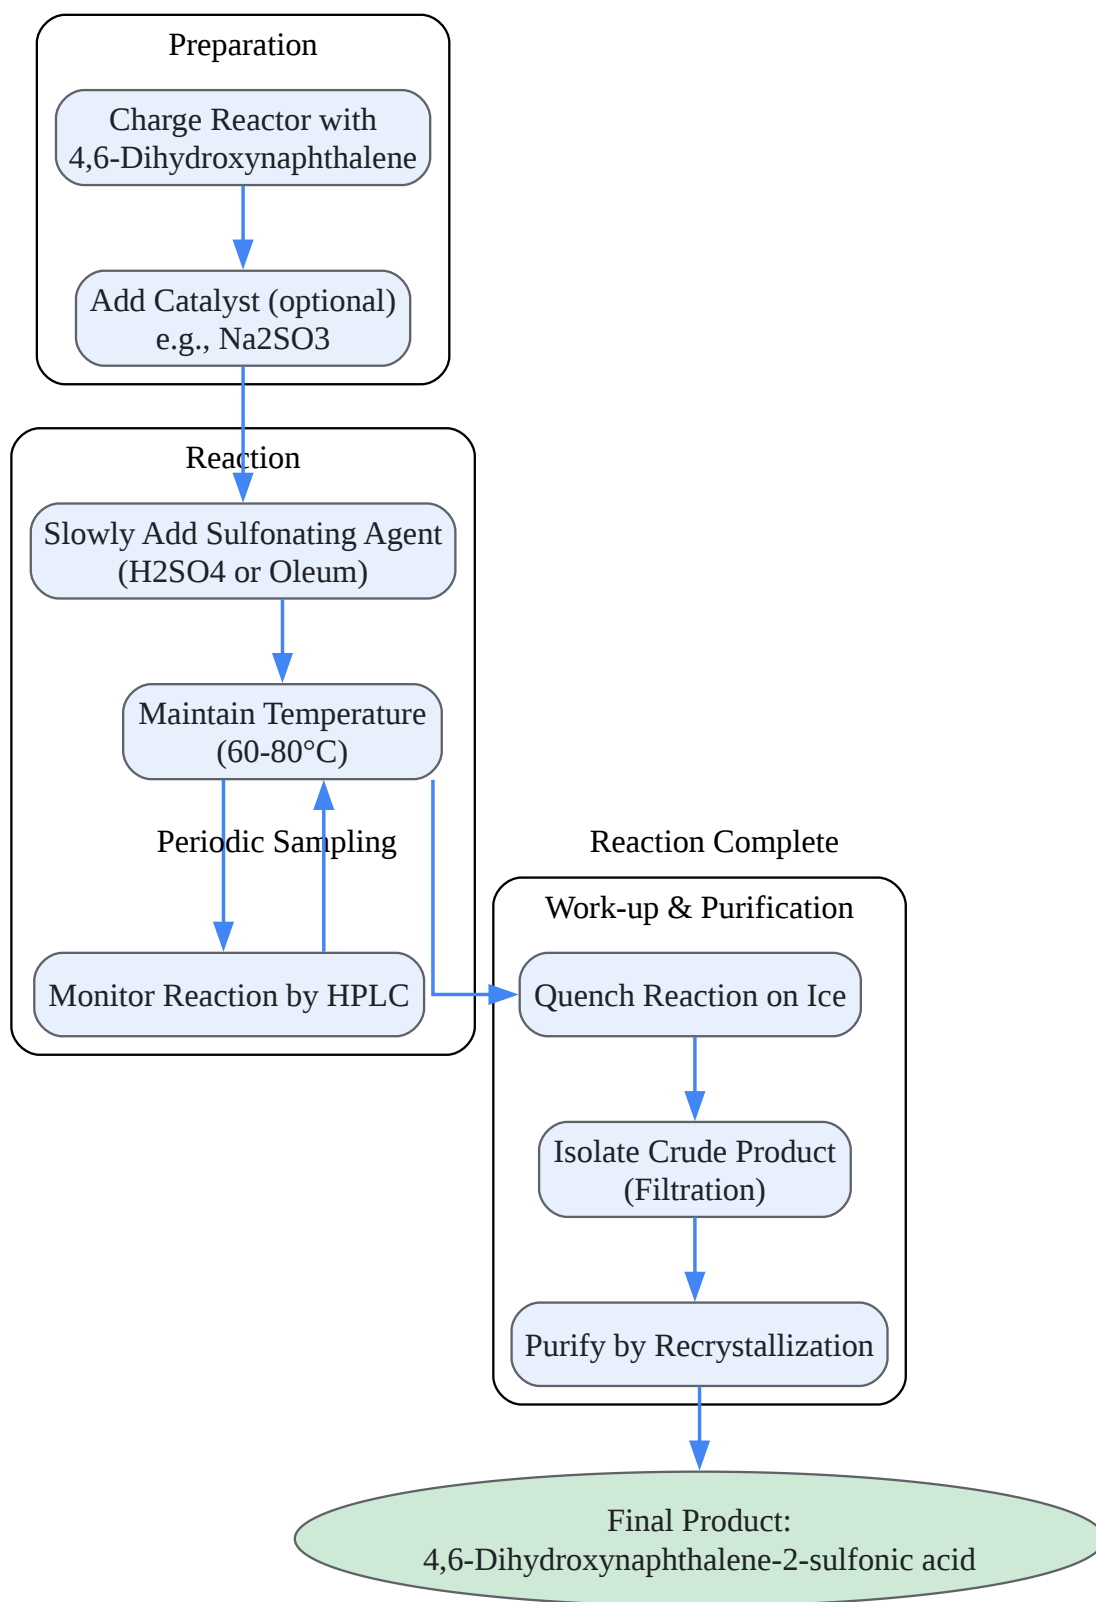 Preparation
Charge Reactor with
4,6-Dihydroxynaphthalene
Add Catalyst (optional)
e.g., Na2SO3
Reaction
Slowly Add Sulfonating Agent
(H2SO4 or Oleum)
Maintain Temperature
(60-80°C)
Periodic Sampling
Monitor Reaction by HPLC
Reaction Complete
Work-up & Purification
Quench Reaction on Ice
Isolate Crude Product
(Filtration)
Purify by Recrystallization
Final Product:
4,6-Dihydroxynaphthalene-2-sulfonic acid